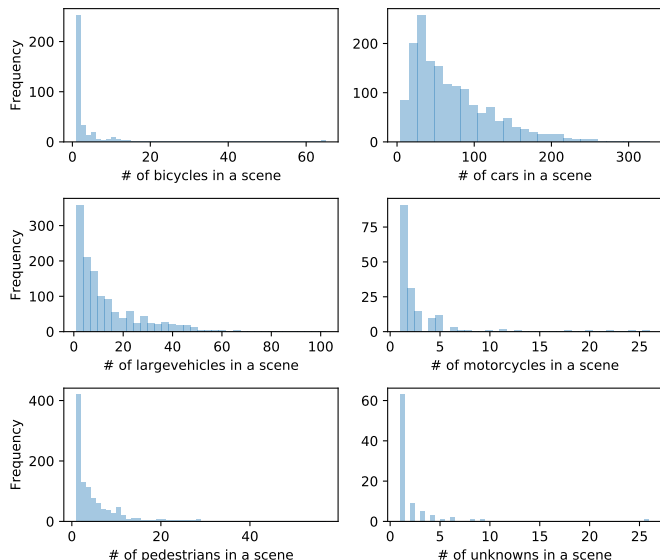 200
100
0
Frequency
0 20 40 60
# of bicycles in a scene
200
100
0
0 100 200 300
# of cars in a scene
300
200
100
0
Frequency
0 20 40 60 80 100
# of largevehicles in a scene
75
50
25
0
0 5 10 15 20 25
# of motorcycles in a scene
400
200
0
Frequency
0 20 40
# of pedestrians in a scene
60
40
20
0
0 5 10 15 20 25
# of unknowns in a scene